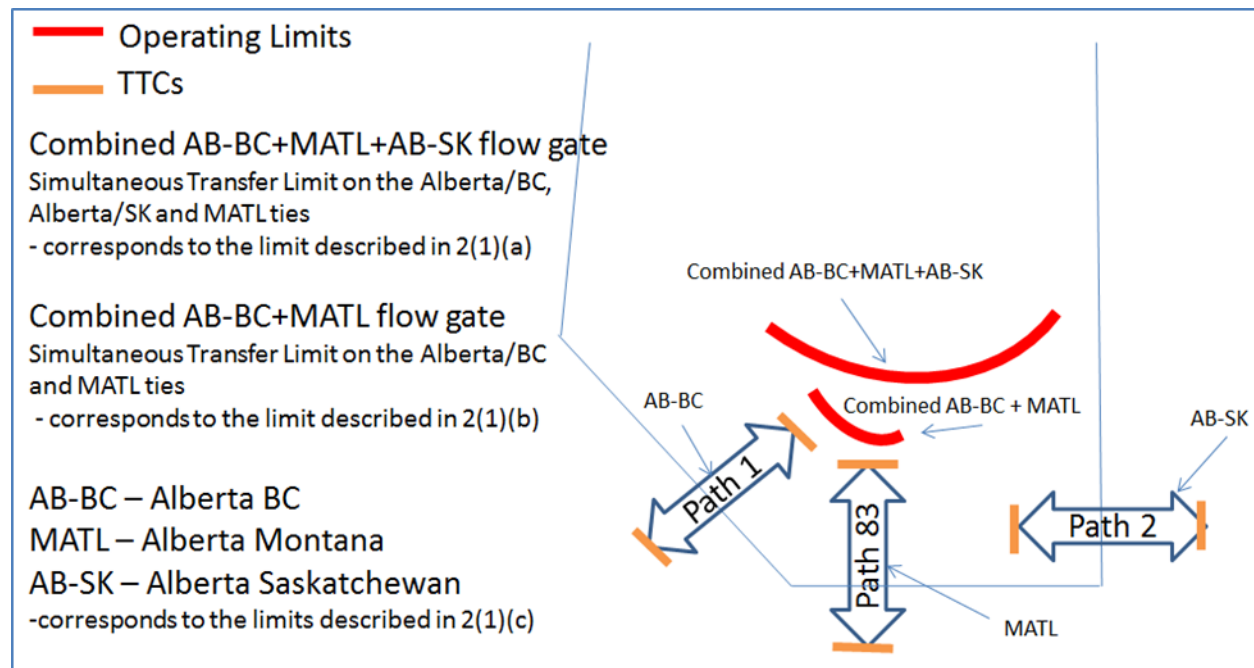 Operating Limits
TTCs
Combined AB-BC+MATL+AB-SK flow gate
Simultaneous Transfer Limit on the Alberta/BC,
Alberta/SK and MATL ties
- corresponds to the limit described in 2(1)(a)
Combined AB-BC+MATL flow gate
Simultaneous Transfer Limit on the Alberta/BC
and MATL ties
- corresponds to the limit described in 2(1)(b)
AB-BC – Alberta BC
MATL – Alberta Montana
AB-SK – Alberta Saskatchewan
-corresponds to the limits described in 2(1)(c)
Combined AB-BC+MATL+AB-SK
AB-BC
Combined AB-BC + MATL
AB-SK
Path 1
Path 83
Path 2
MATL